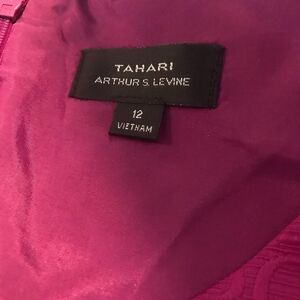 TAHARI
ARTHUR S. LEVINE
12
VIETNAM